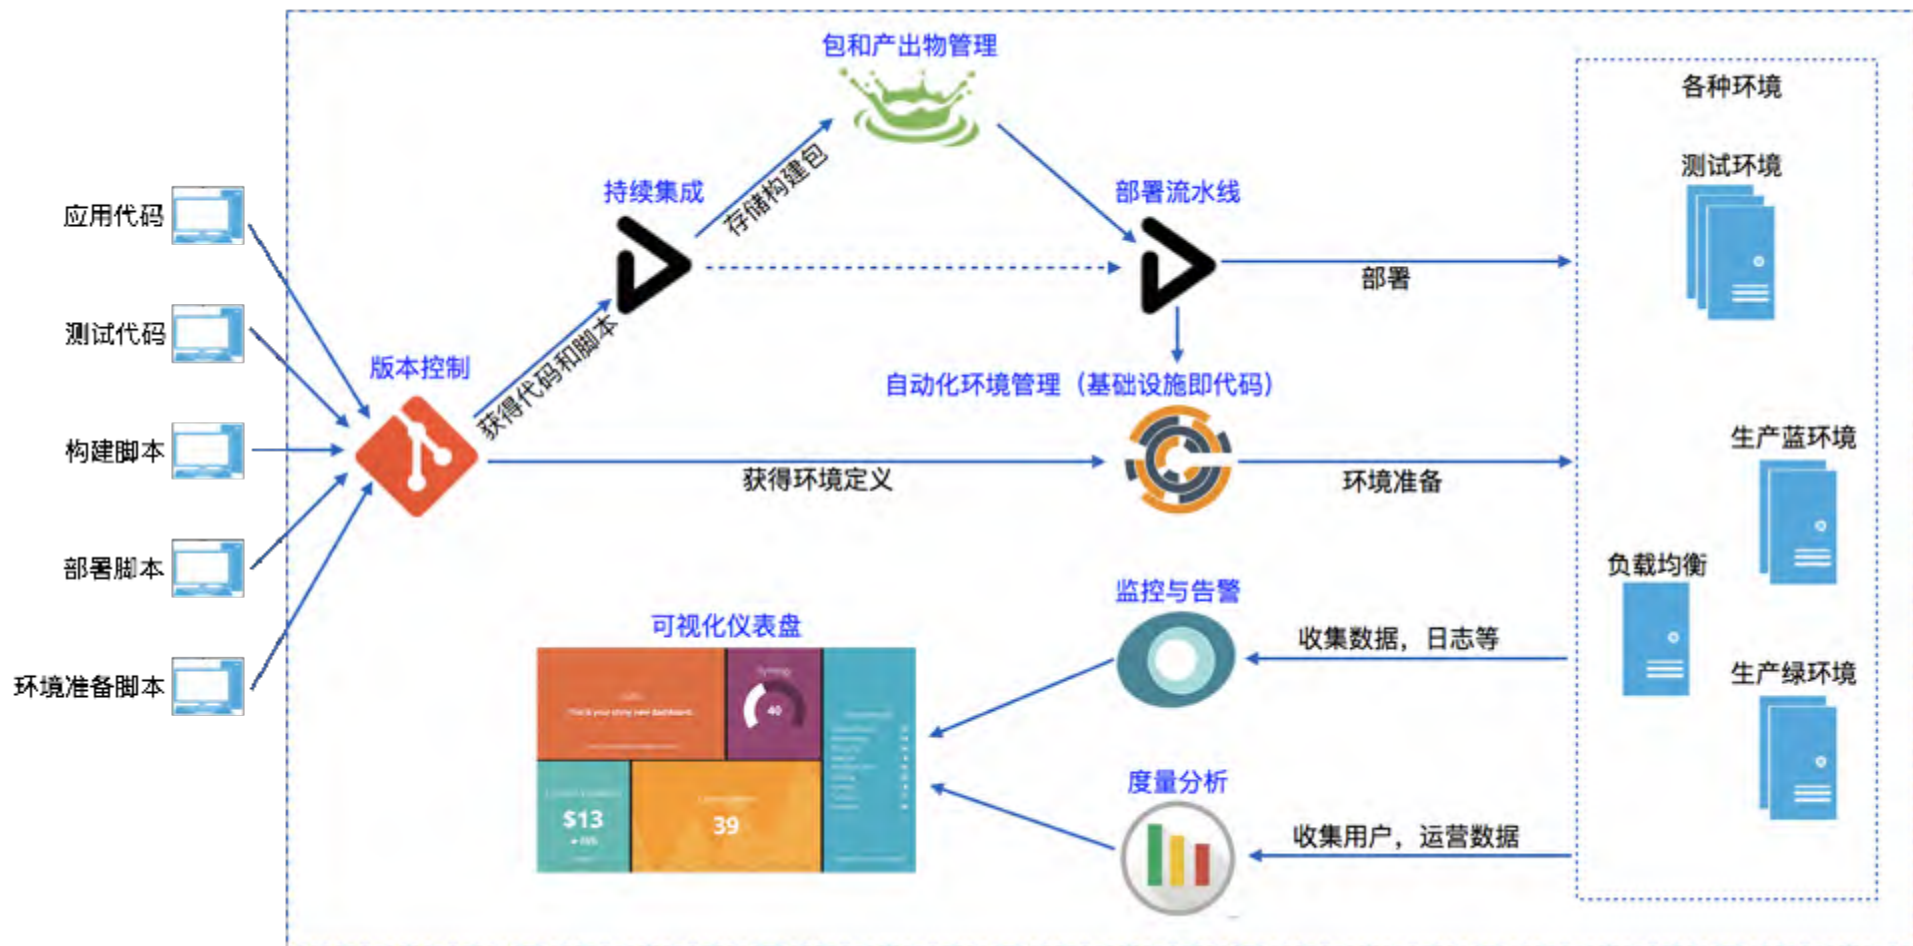 包和产出物管理
各种环境
测试环境
持续集成
存储构建包
部署流水线
应用代码
部署
测试代码
版本控制
获得代码和脚本
自动化环境管理（基础设施即代码）
构建脚本
获得环境定义
环境准备
生产蓝环境
部署脚本
负载均衡
监控与告警
可视化仪表盘
收集数据，日志等
环境准备脚本
生产绿环境
40
度量分析
$13
39
收集用户，运营数据